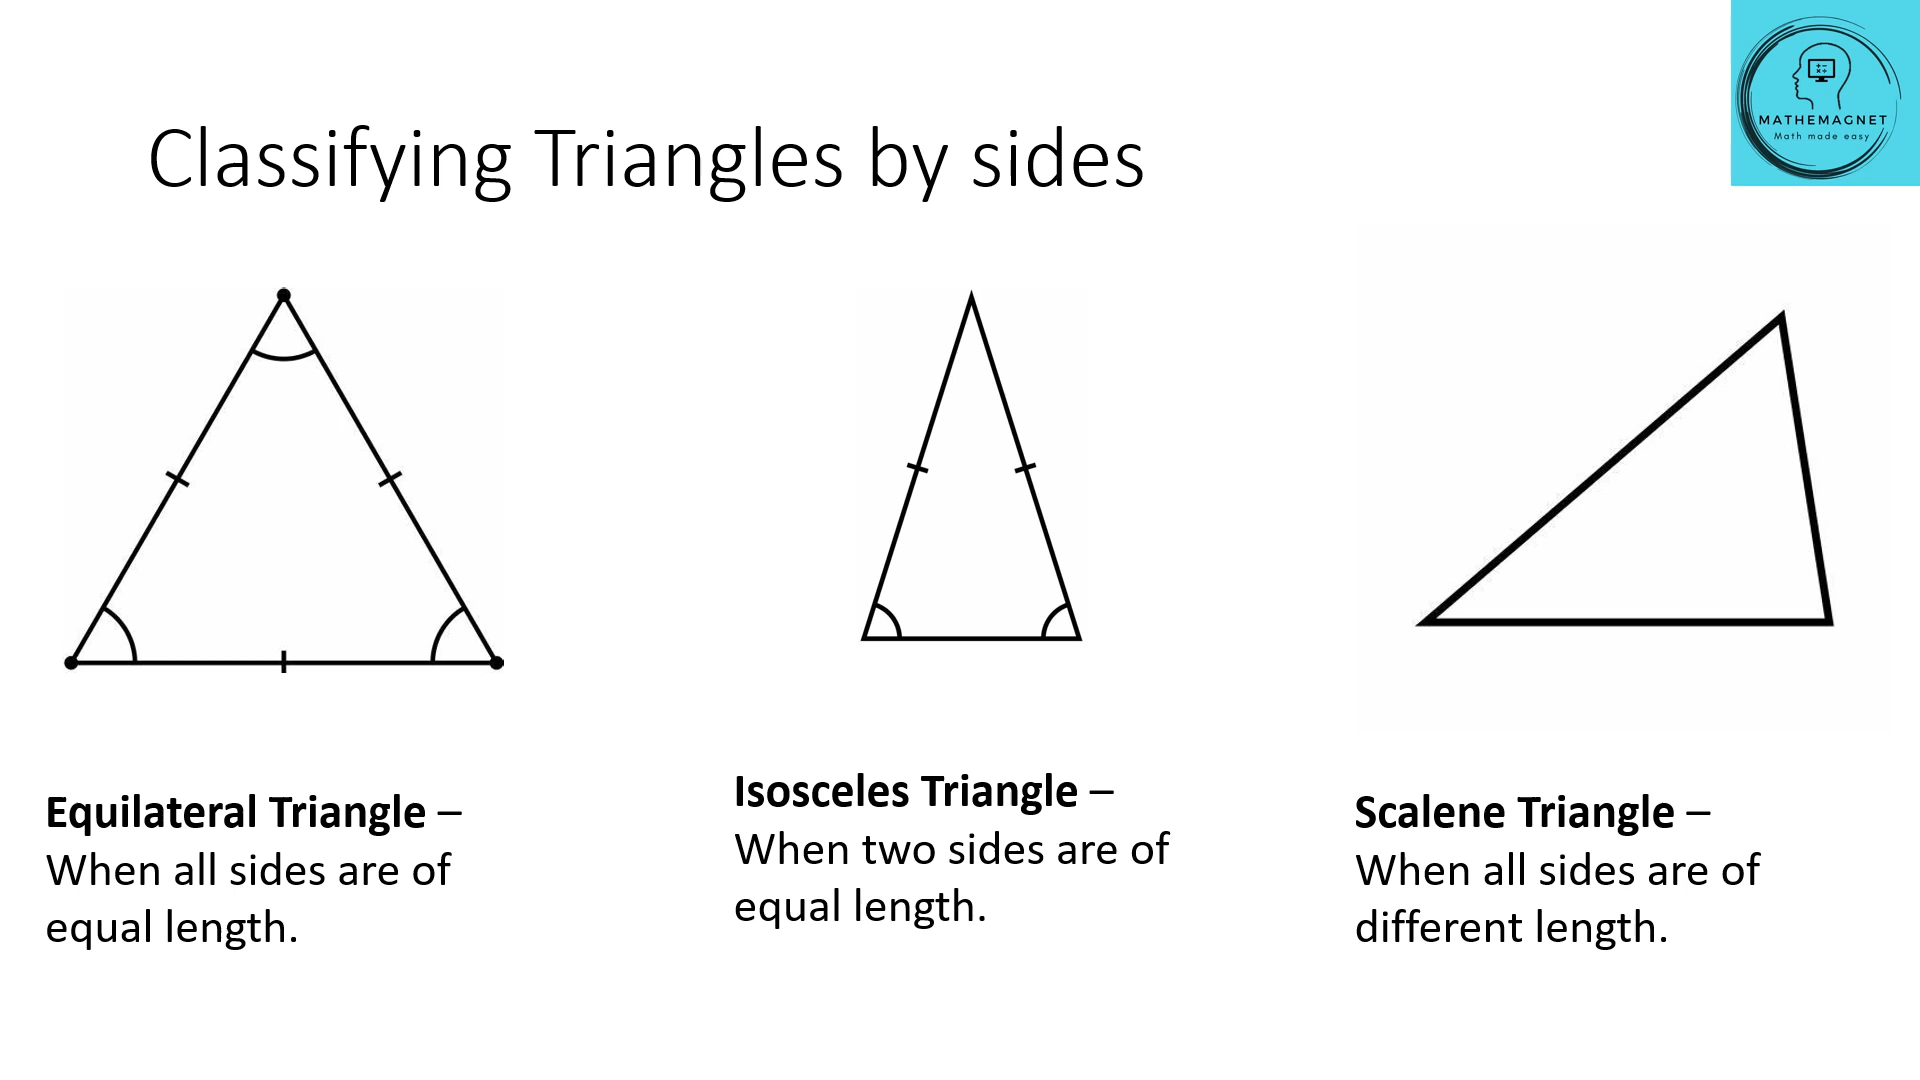 MATHEMAGNET
Math made easy
Classifying Triangles by sides
Equilateral Triangle –
When all sides are of
equal length.
Isosceles Triangle –
When two sides are of
equal length.
Scalene Triangle –
When all sides are of
different length.